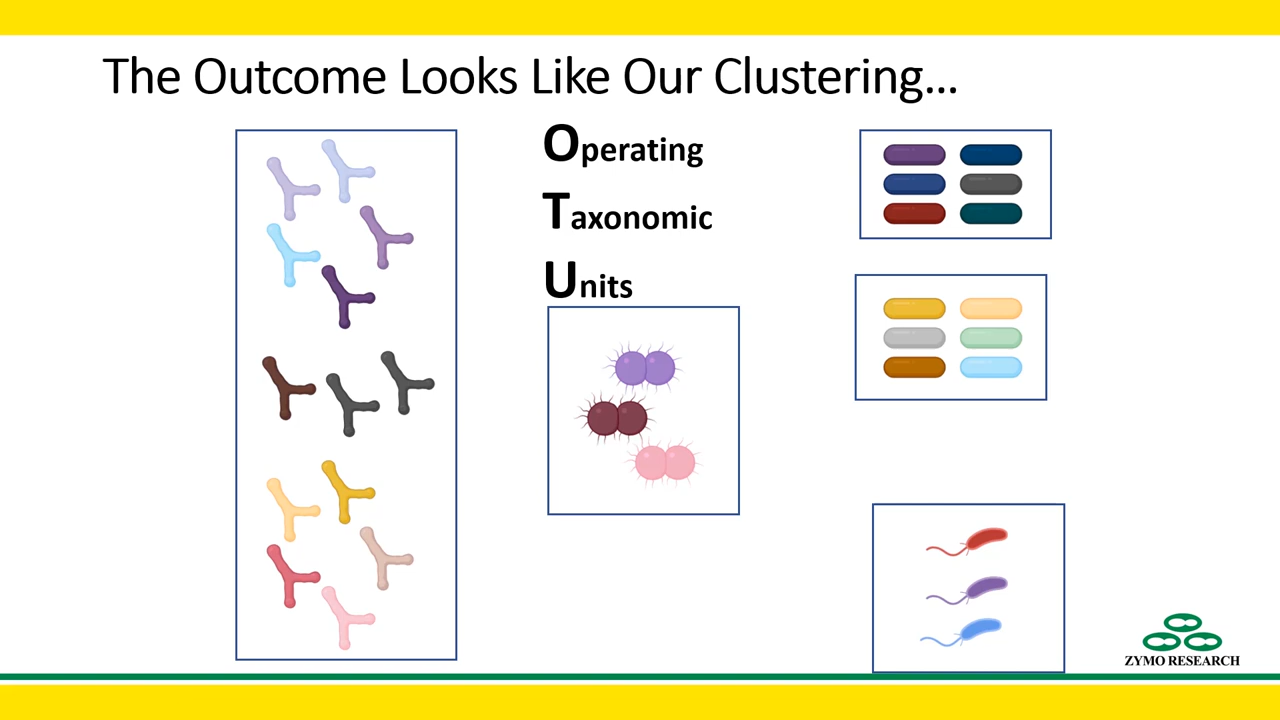 The Outcome Looks Like Our Clustering...
Operating
Taxonomic
Units
ZYMO RESEARCH